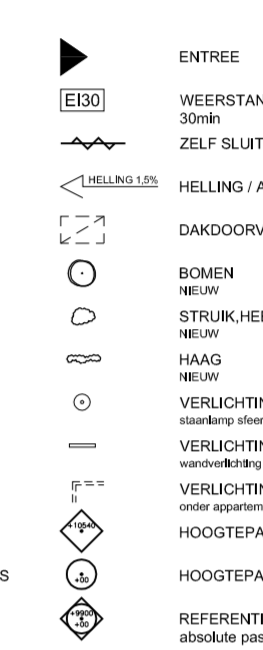 ENTREE
EI30
WEERSTAN
30min
ZELF SLUIT
HELLING 1,5%
HELLING / A
DAKDOORV
BOMEN
NIEUW
STRUIK,HEE
NIEUW
HAAG
NIEUW
VERLICHTIN
staanlamp sfeer
VERLICHTIN
wandverlichting
VERLICHTIN
onder appartem
+10540
HOOGTEPA
S
+00
HOOGTEPA
+9900
+00
REFERENTI
absolute pas